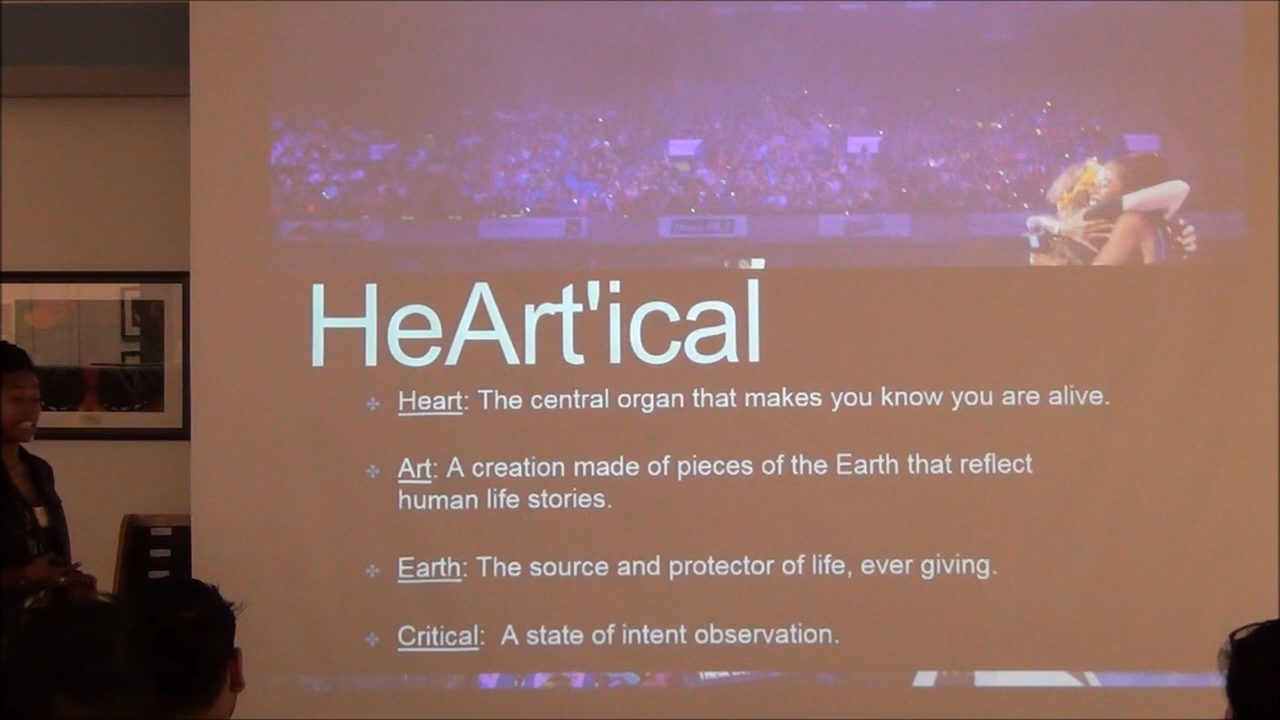 HeArt'ical
Heart: The central organ that makes you know you are alive.
Art: A creation made of pieces of the Earth that reflect
human life stories.
Earth: The source and protector of life, ever giving.
Critical:  A state of intent observation.